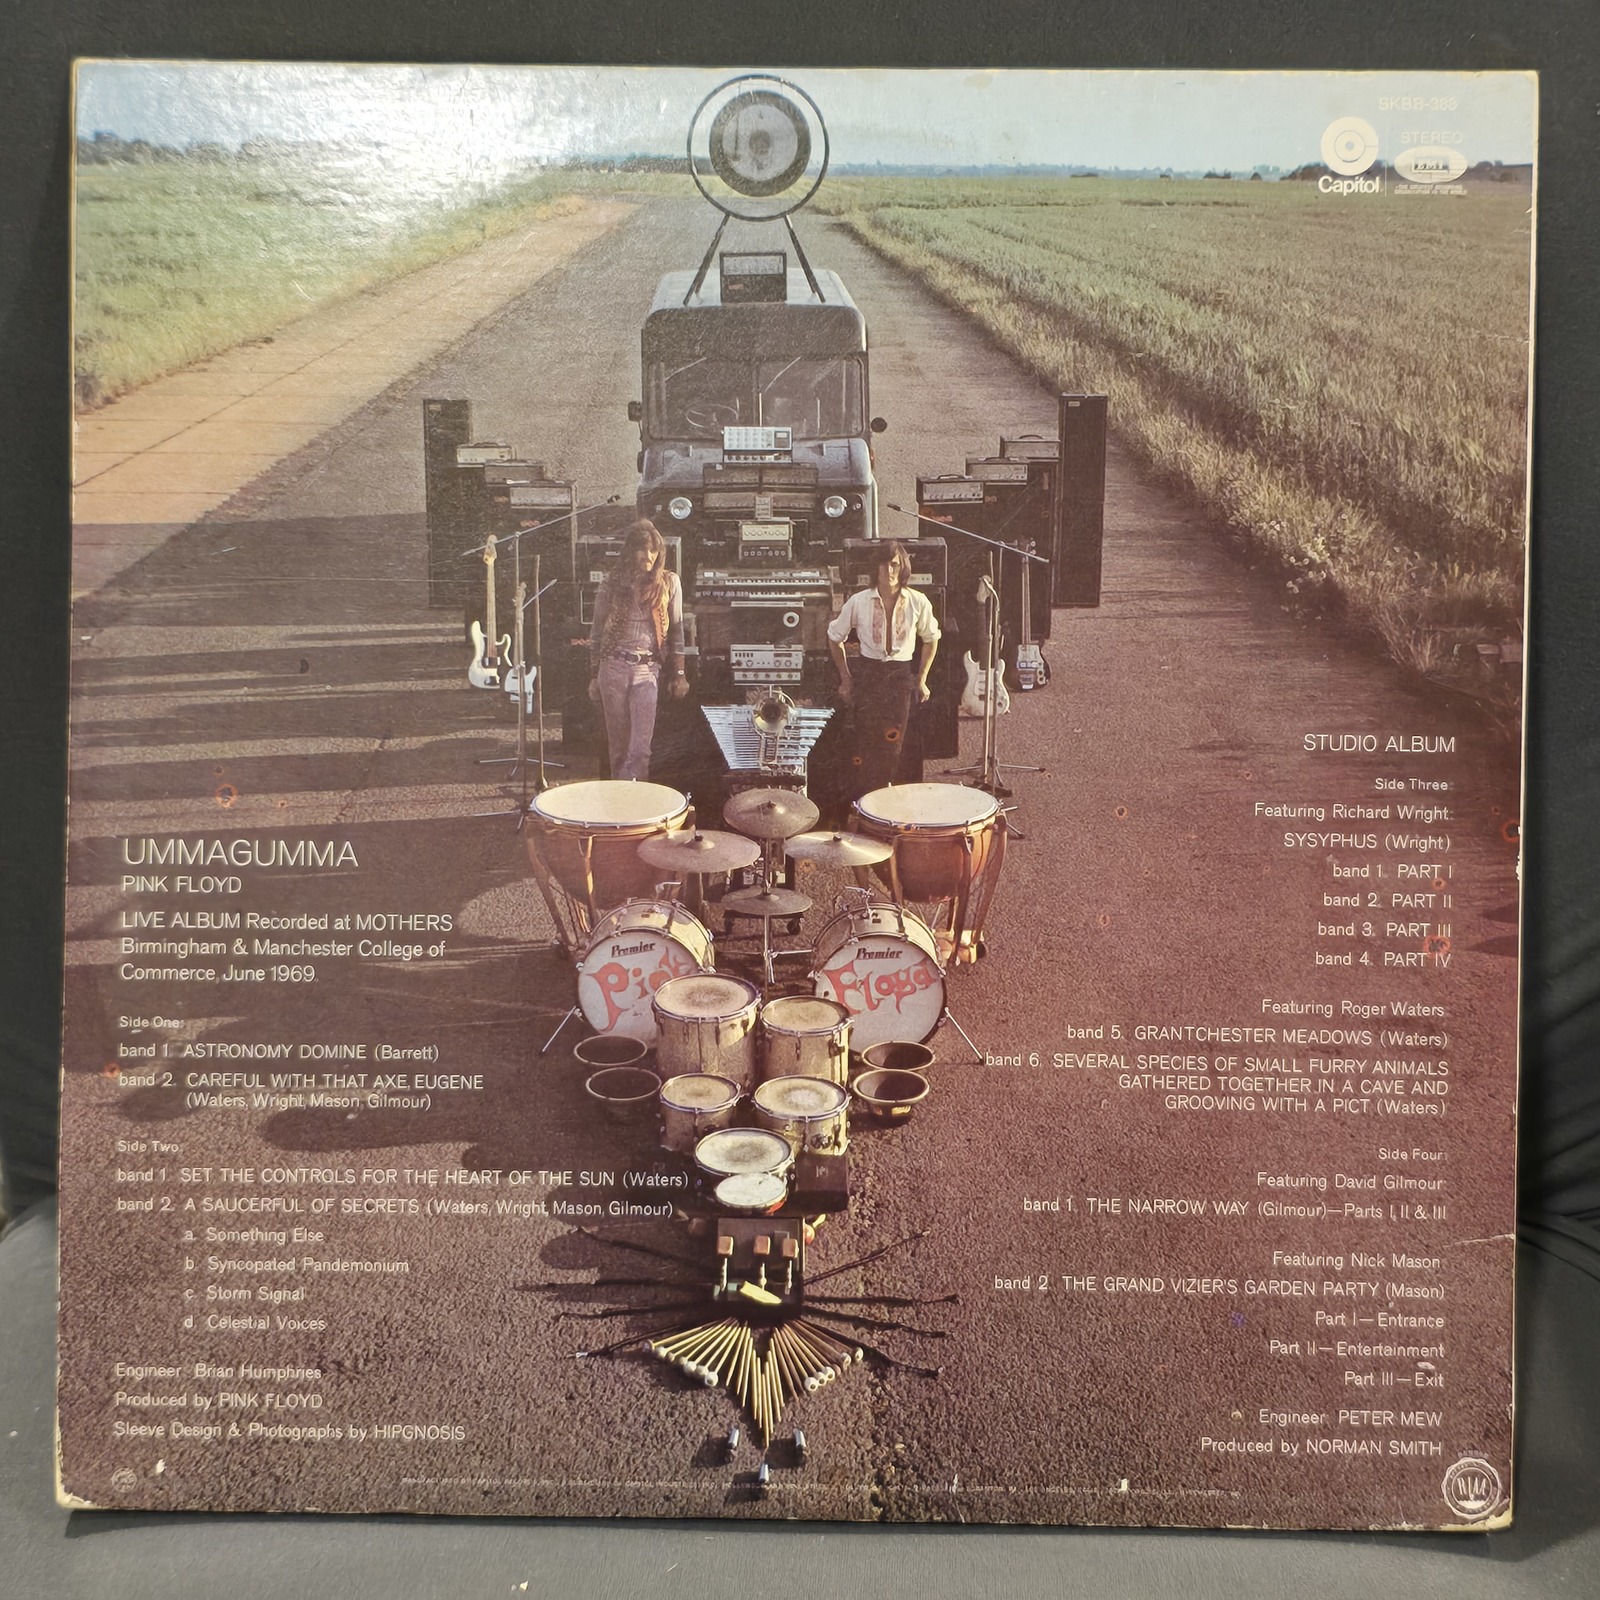 SKBB-388
STEREO
Capitol
EMI
UMMAGUMMA
PINK FLOYD
LIVE ALBUM Recorded at MOTHERS
Birmingham & Manchester College of
Commerce, June 1969.
Side One:
band 1. ASTRONOMY DOMINE (Barrett)
band 2. CAREFUL WITH THAT AXE, EUGENE
(Waters, Wright, Mason, Gilmour)
Side Two:
band 1. SET THE CONTROLS FOR THE HEART OF THE SUN (Waters)
band 2. A SAUCERFUL OF SECRETS (Waters, Wright, Mason, Gilmour)
a. Something Else
b. Syncopated Pandemonium
c. Storm Signal
d. Celestial Voices
Engineer: Brian Humphries
Produced by PINK FLOYD
Sleeve Design & Photographs by HIPGNOSIS
Premier
Pink
Premier
Floyd
STUDIO ALBUM
Side Three:
Featuring Richard Wright:
SYSYPHUS (Wright)
band 1. PART I
band 2. PART II
band 3. PART III
band 4. PART IV
Featuring Roger Waters
band 5. GRANTCHESTER MEADOWS (Waters)
band 6. SEVERAL SPECIES OF SMALL FURRY ANIMALS
GATHERED TOGETHER IN A CAVE AND
GROOVING WITH A PICT (Waters)
Side Four:
Featuring David Gilmour:
band 1. THE NARROW WAY (Gilmour)—Parts I, II & III
Featuring Nick Mason:
band 2. THE GRAND VIZIER'S GARDEN PARTY (Mason)
Part I—Entrance
Part II—Entertainment
Part III—Exit
Engineer: PETER MEW
Produced by NORMAN SMITH